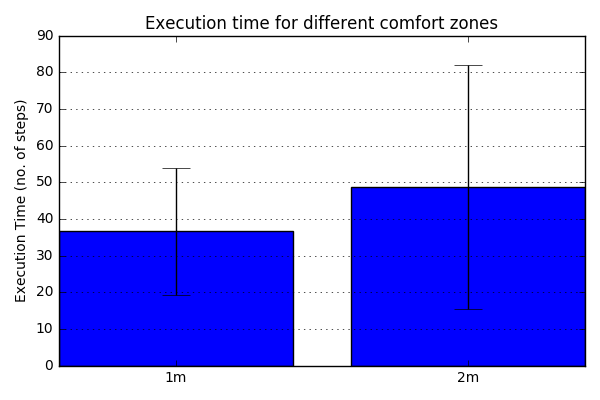 Execution time for different comfort zones
Execution Time (no. of steps)
90
80
70
60
50
40
30
20
10
0
1m
2m